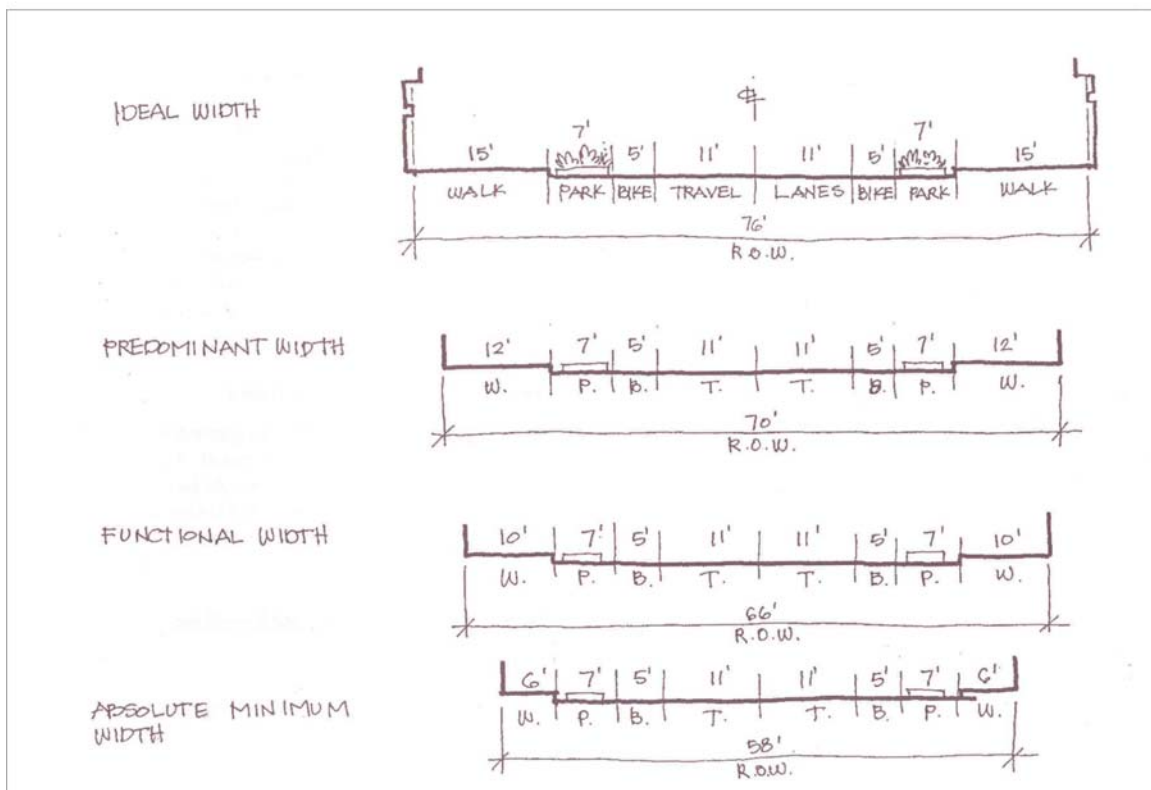 IDEAL WIDTH
℄
7' 7'
15' 5' 11' 11' 5' 15'
WALK PARK BIKE TRAVEL LANES BIKE PARK WALK
76'
R.O.W.
PREDOMINANT WIDTH
12' 7' 5' 11' 11' 5' 7' 12'
W. P. B. T. T. B. P. W.
70'
R.O.W.
FUNCTIONAL WIDTH
10' 7' 5' 11' 11' 5' 7' 10'
W. P. B. T. T. B. P. W.
66'
R.O.W.
ABSOLUTE MINIMUM
WIDTH
6' 7' 5' 11' 11' 5' 7' 6'
W. P. B. T. T. B. P. W.
58'
R.O.W.